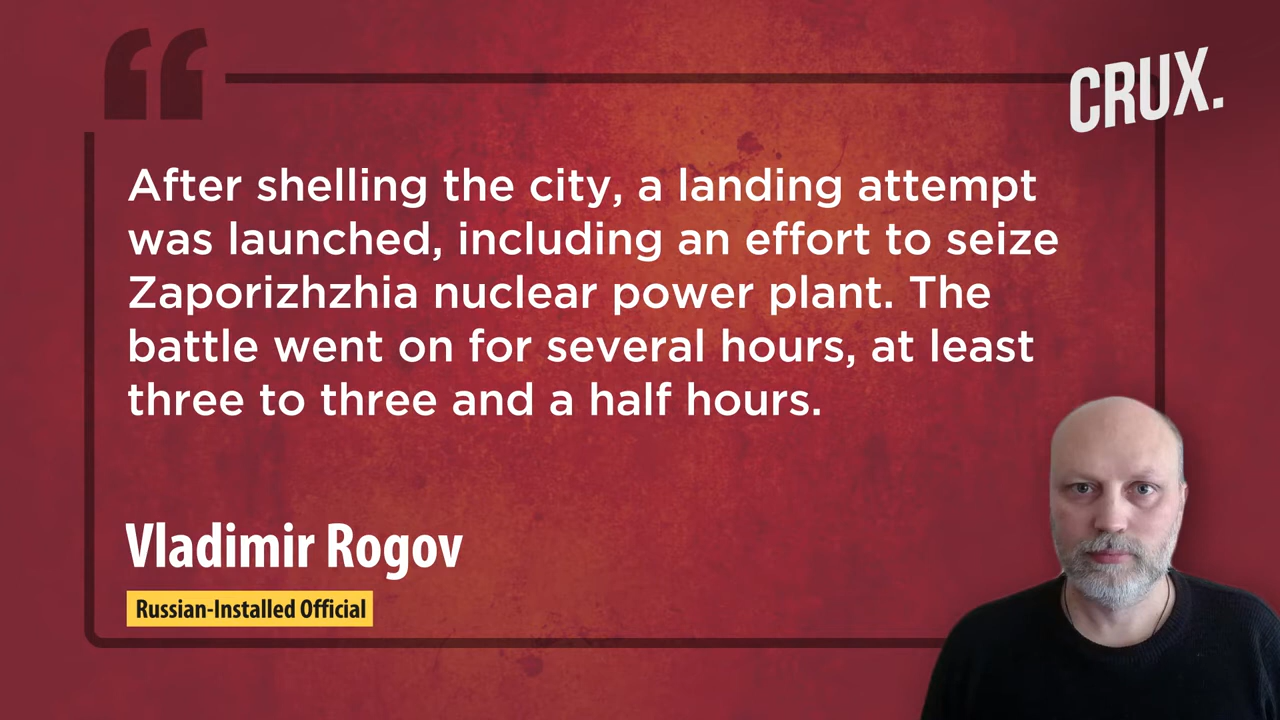 CRUX.
After shelling the city, a landing attempt
was launched, including an effort to seize
Zaporizhzhia nuclear power plant. The
battle went on for several hours, at least
three to three and a half hours.
Vladimir Rogov
Russian-Installed Official